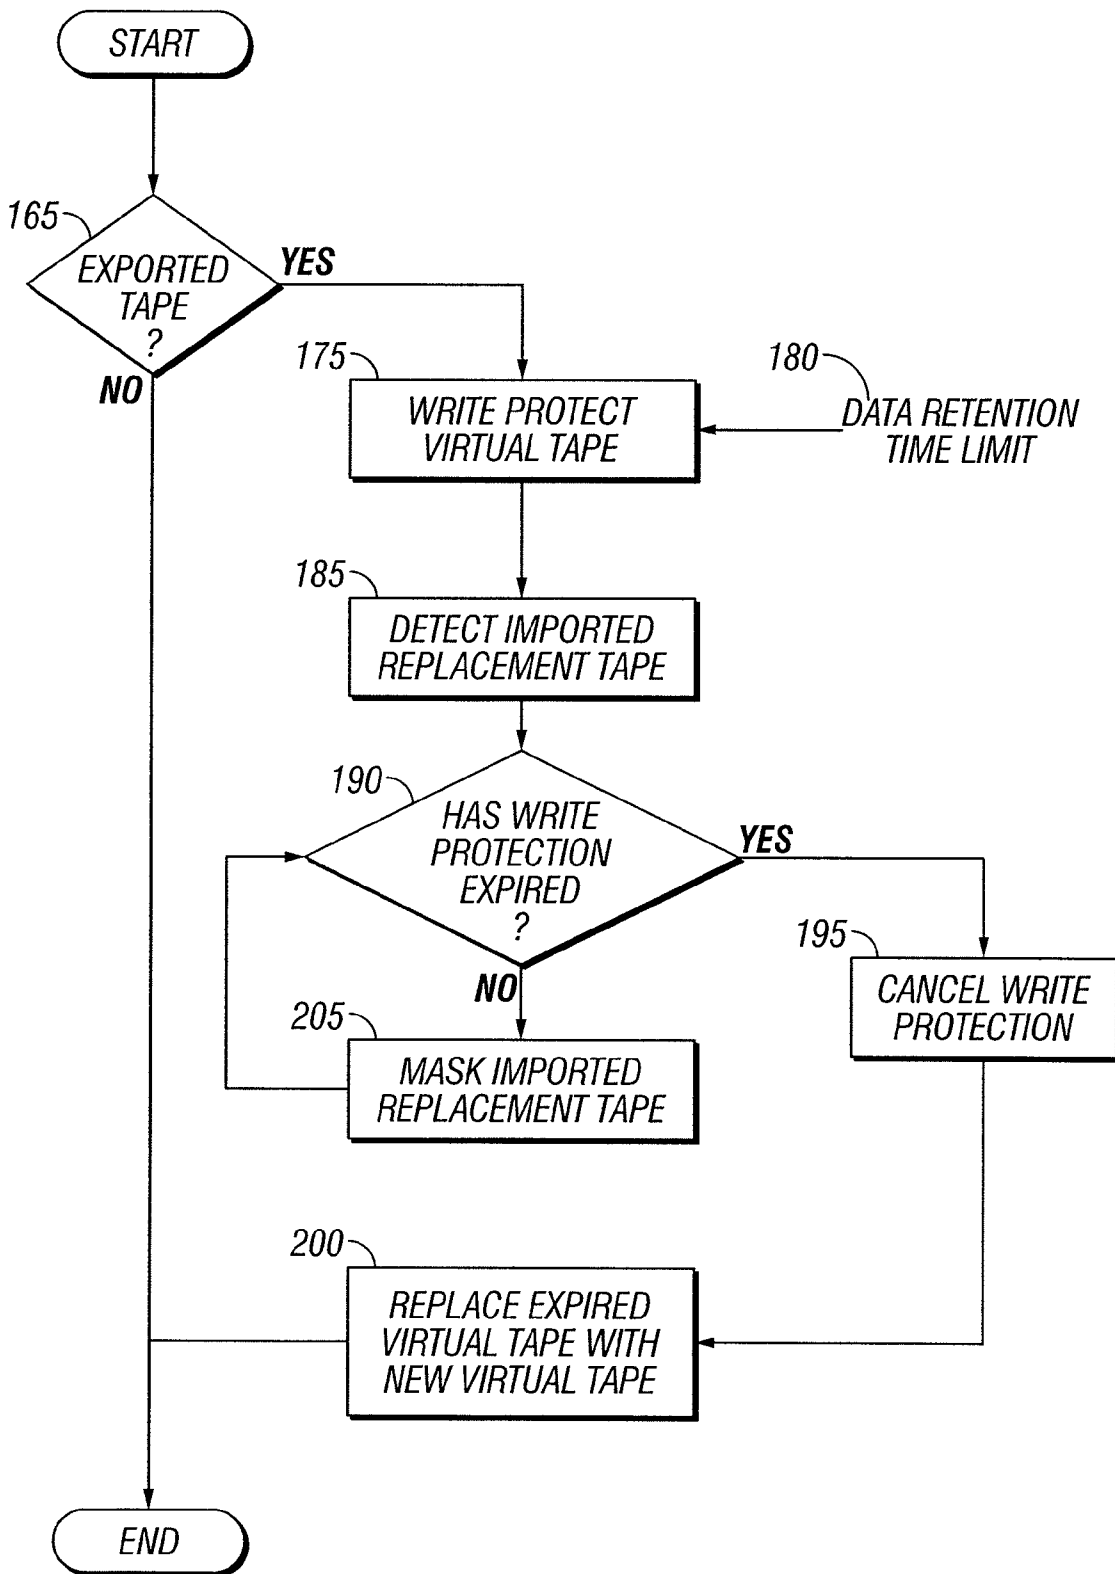 START
165
EXPORTED
TAPE
?
YES
NO
175
WRITE PROTECT
VIRTUAL TAPE
180
DATA RETENTION
TIME LIMIT
185
DETECT IMPORTED
REPLACEMENT TAPE
190
HAS WRITE
PROTECTION
EXPIRED
?
YES
NO
195
CANCEL WRITE
PROTECTION
205
MASK IMPORTED
REPLACEMENT TAPE
200
REPLACE EXPIRED
VIRTUAL TAPE WITH
NEW VIRTUAL TAPE
END